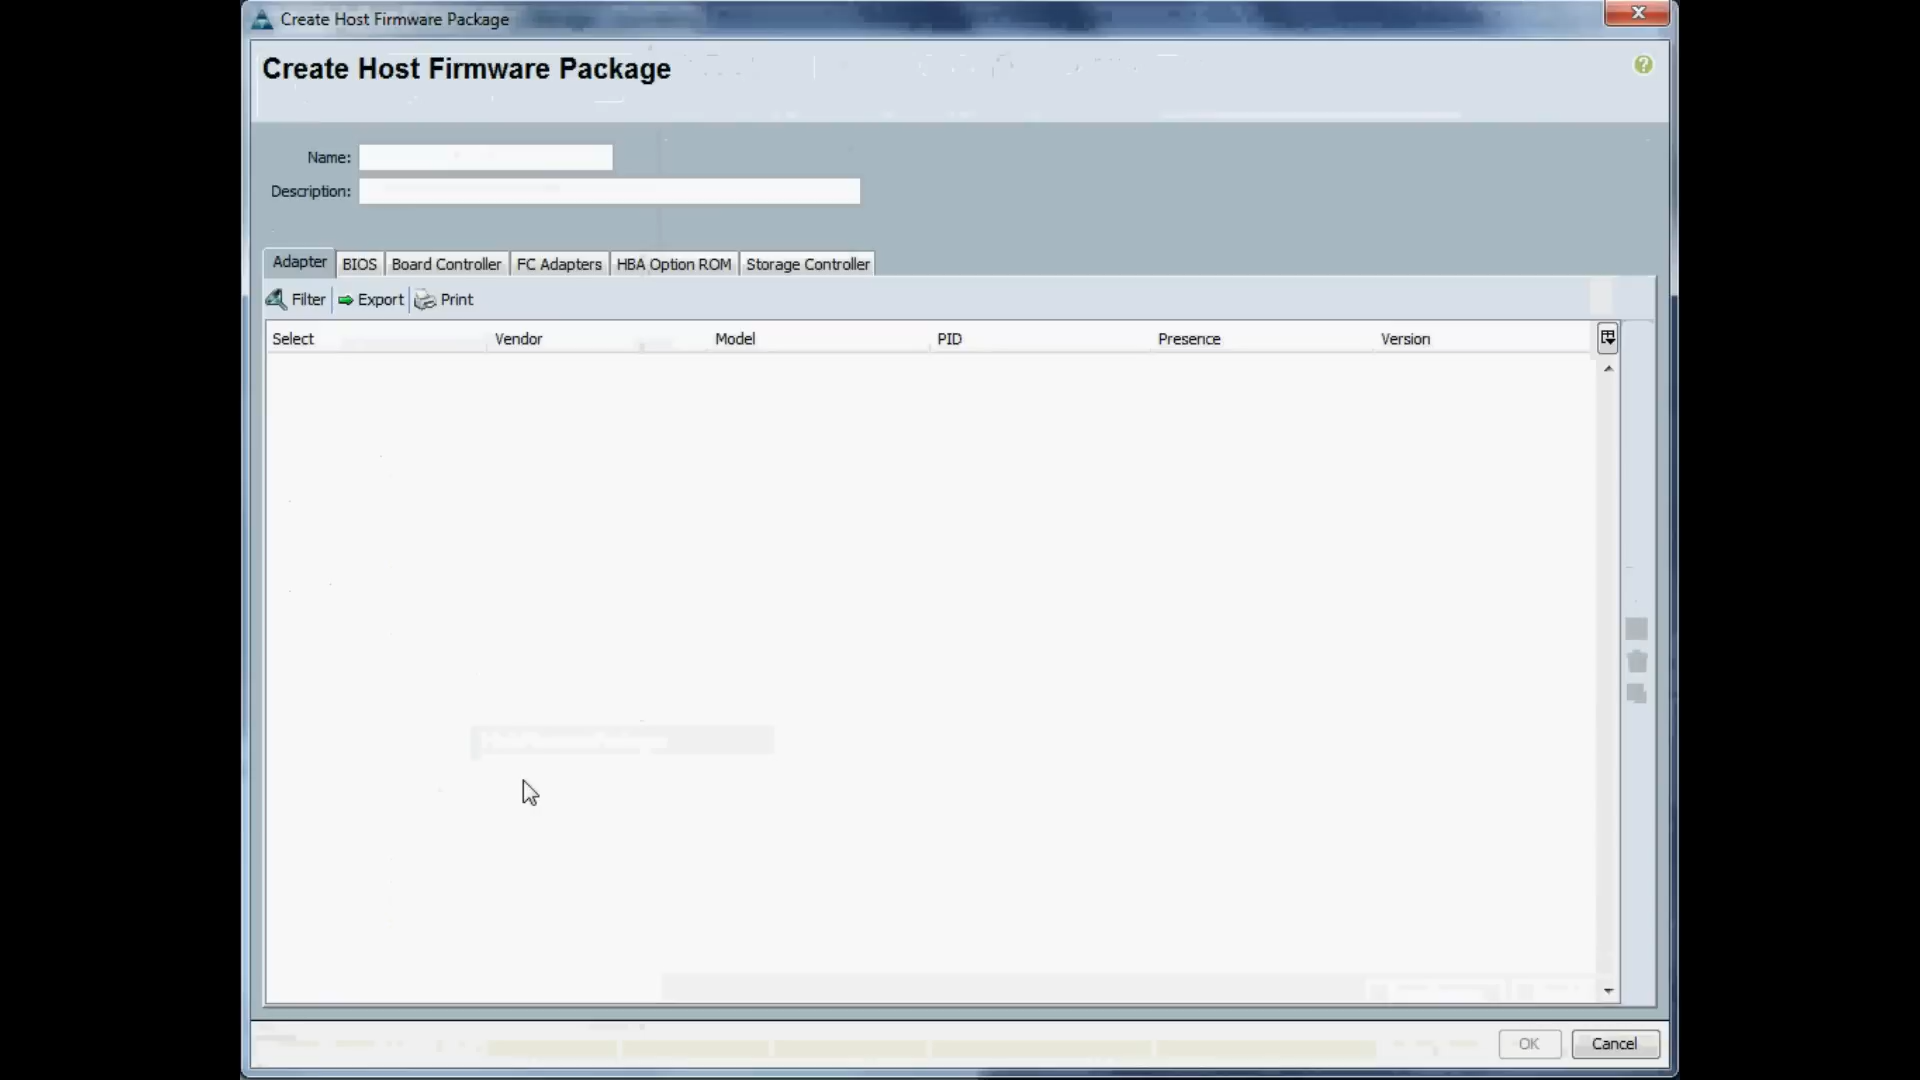 Create Host Firmware Package
Create Host Firmware Package
Name:
Description:
Adapter BIOS Board Controller FC Adapters HBA Option ROM Storage Controller
Filter Export Print
Select Vendor Model PID Presence Version
OK Cancel